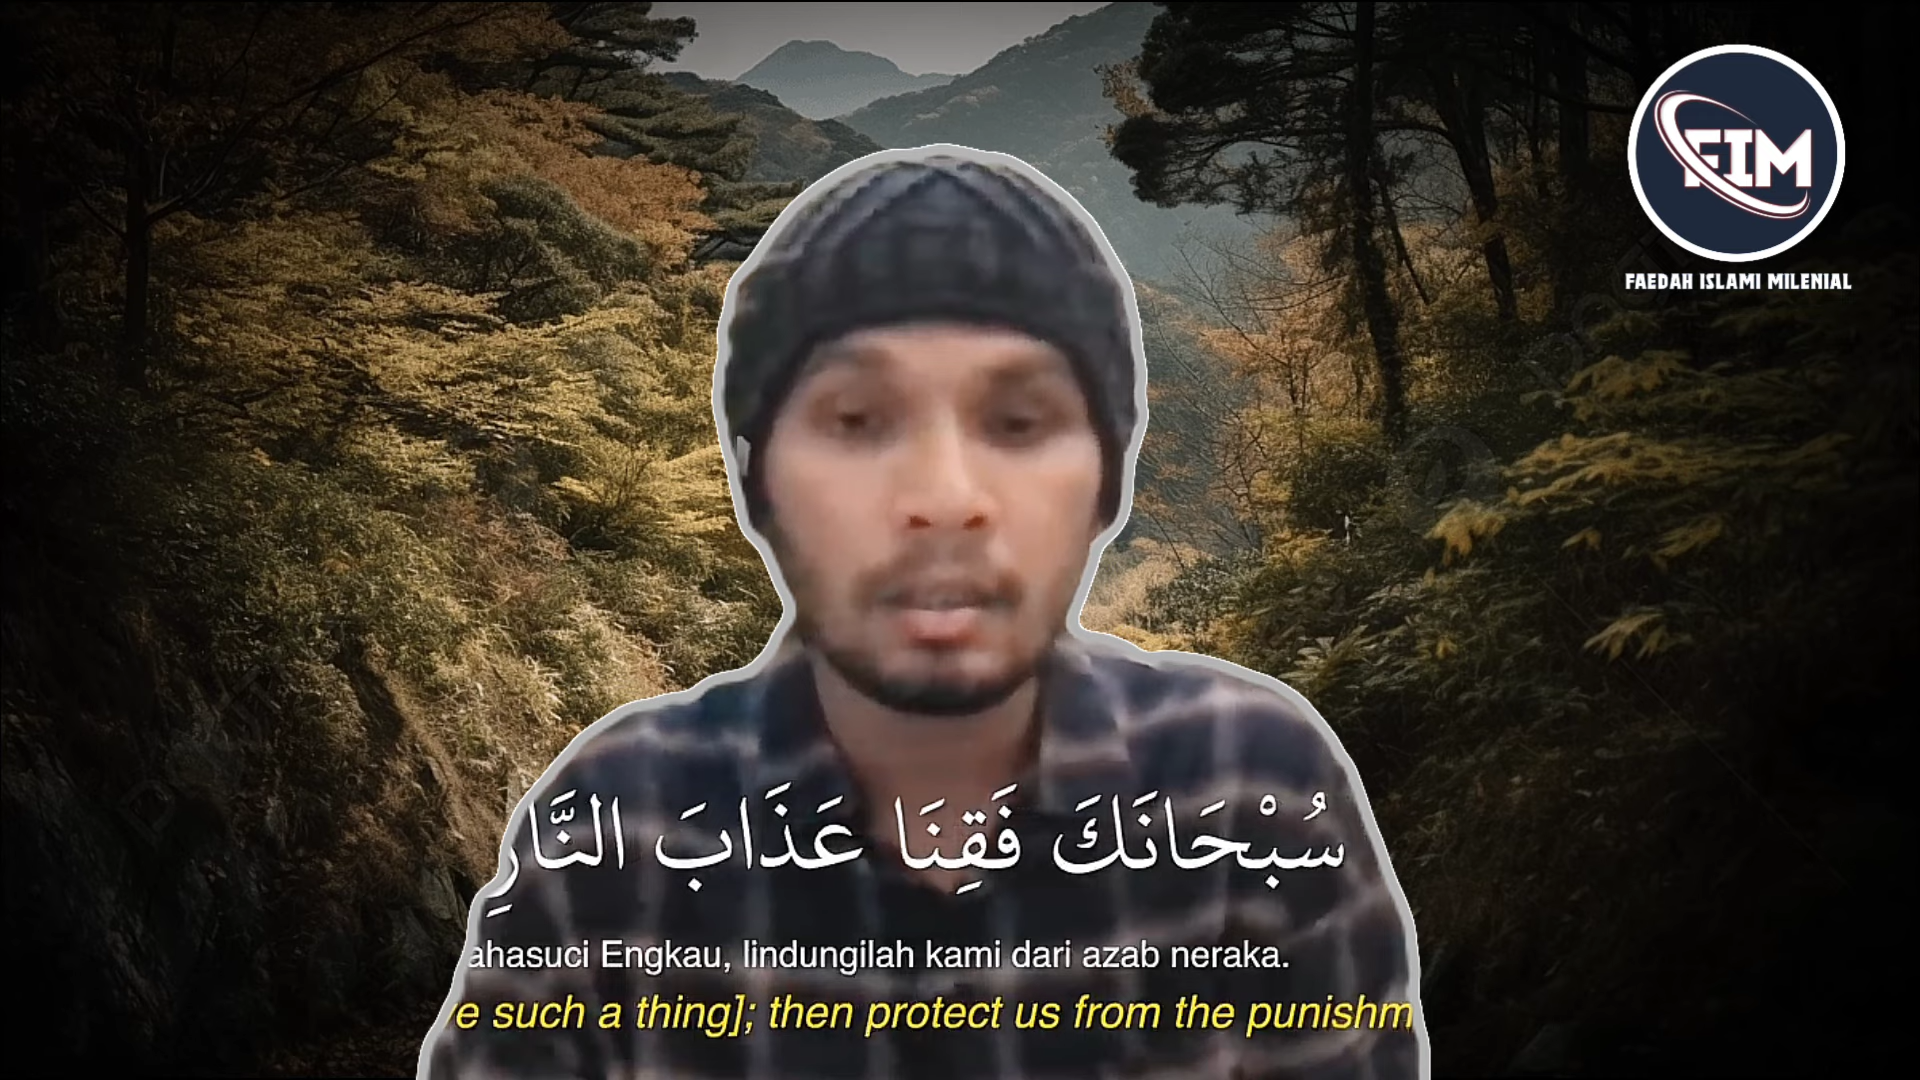 FIM
FAEDAH ISLAMI MILENIAL
سُبْحَانَكَ فَقِنَا عَذَابَ النَّارِ
ahasuci Engkau, lindungilah kami dari azab neraka.
e such a thing]; then protect us from the punishm